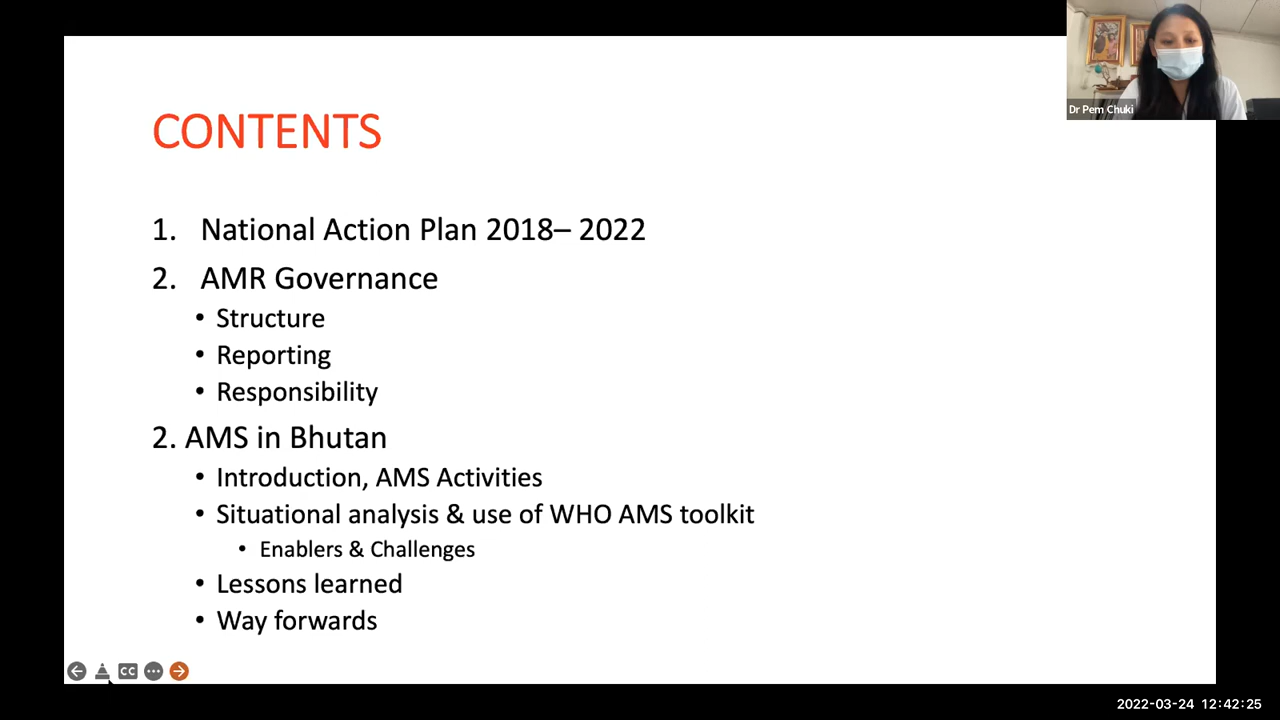 CONTENTS
1. National Action Plan 2018– 2022
2. AMR Governance
• Structure
• Reporting
• Responsibility
2. AMS in Bhutan
• Introduction, AMS Activities
• Situational analysis & use of WHO AMS toolkit
• Enablers & Challenges
• Lessons learned
• Way forwards
Dr Pem Chuki
CC
2022-03-24 12:42:25